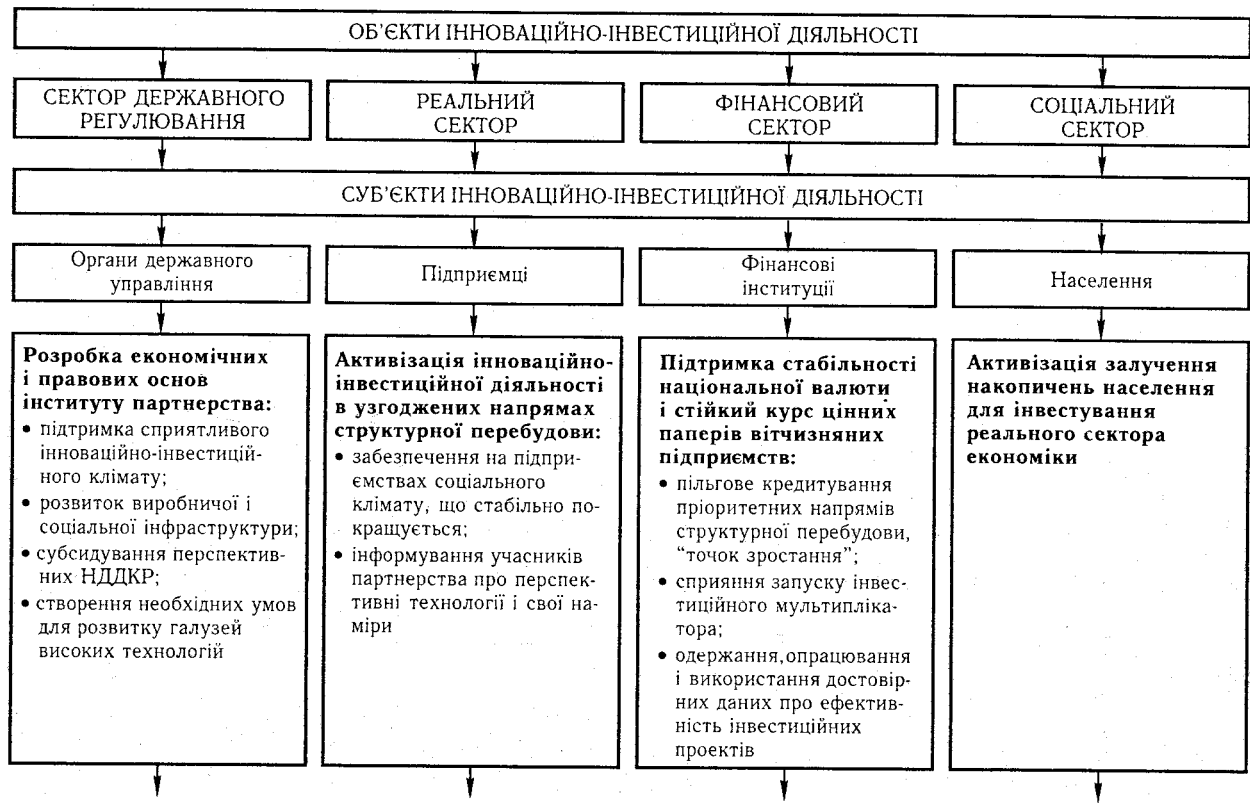 ОБ'ЄКТИ ІННОВАЦІЙНО-ІНВЕСТИЦІЙНОЇ ДІЯЛЬНОСТІ
СЕКТОР ДЕРЖАВНОГО
РЕГУЛЮВАННЯ
РЕАЛЬНИЙ
СЕКТОР
ФІНАНСОВИЙ
СЕКТОР
СОЦІАЛЬНИЙ
СЕКТОР
СУБ'ЄКТИ ІННОВАЦІЙНО-ІНВЕСТИЦІЙНОЇ ДІЯЛЬНОСТІ
Органи державного
управління
Підприємці
Фінансові
інституції
Населення
Розробка економічних
і правових основ
інституту партнерства:
• підтримка сприятливого
інноваційно-інвестицій-
ного клімату;
• розвиток виробничої і
соціальної інфраструктури;
• субсидування перспектив-
них НДДКР;
• створення необхідних умов
для розвитку галузей
високих технологій
Активізація інноваційно-
інвестиційної діяльності
в узгоджених напрямах
структурної перебудови:
• забезпечення на підпри-
ємствах соціального
клімату, що стабільно по-
кращується;
• інформування учасників
партнерства про перспек-
тивні технології і свої на-
міри
Підтримка стабільності
національної валюти
і стійкий курс цінних
паперів вітчизняних
підприємств:
• пільгове кредитування
пріоритетних напрямів
структурної перебудови,
“точок зростання”;
• сприяння запуску інвес-
тиційного мультипліка-
тора;
• одержання, опрацювання
і використання достовір-
них даних про ефектив-
ність інвестиційних
проектів
Активізація залучення
накопичень населення
для інвестування
реального сектора
економіки